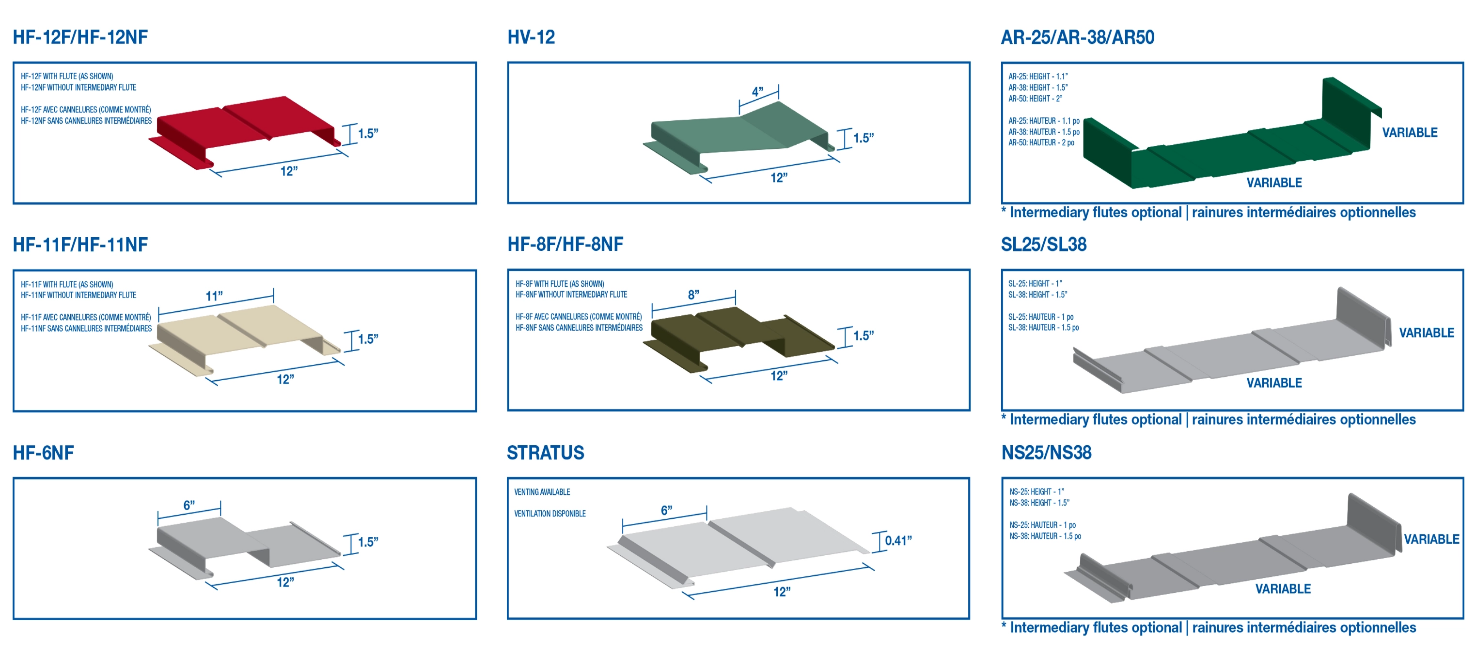 HF-12F/HF-12NF
HF-12F WITH FLUTE (AS SHOWN)
HF-12NF WITHOUT INTERMEDIARY FLUTE
HF-12F AVEC CANNELURES (COMME MONTRÉ)
HF-12NF SANS CANNELURES INTERMÉDIAIRES
1.5”
12”
HV-12
4”
1.5”
12”
AR-25/AR-38/AR50
AR-25: HEIGHT - 1.1"
AR-38: HEIGHT - 1.5"
AR-50: HEIGHT - 2"
AR-25: HAUTEUR - 1.1 po
AR-38: HAUTEUR - 1.5 po
AR-50: HAUTEUR - 2 po
VARIABLE
VARIABLE
* Intermediary flutes optional | rainures intermédiaires optionnelles
HF-11F/HF-11NF
HF-11F WITH FLUTE (AS SHOWN)
HF-11NF WITHOUT INTERMEDIARY FLUTE
HF-11F AVEC CANNELURES (COMME MONTRÉ)
HF-11NF SANS CANNELURES INTERMÉDIAIRES
11”
1.5”
12”
HF-8F/HF-8NF
HF-8F WITH FLUTE (AS SHOWN)
HF-8NF WITHOUT INTERMEDIARY FLUTE
HF-8F AVEC CANNELURES (COMME MONTRÉ)
HF-8NF SANS CANNELURES INTERMÉDIAIRES
8”
1.5”
12”
SL25/SL38
SL-25: HEIGHT - 1"
SL-38: HEIGHT - 1.5"
SL-25: HAUTEUR - 1 po
SL-38: HAUTEUR - 1.5 po
VARIABLE
VARIABLE
* Intermediary flutes optional | rainures intermédiaires optionnelles
HF-6NF
6”
1.5”
12”
STRATUS
VENTING AVAILABLE
VENTILATION DISPONIBLE
6”
0.41”
12”
NS25/NS38
NS-25: HEIGHT - 1"
NS-38: HEIGHT - 1.5"
NS-25: HAUTEUR - 1 po
NS-38: HAUTEUR - 1.5 po
VARIABLE
VARIABLE
* Intermediary flutes optional | rainures intermédiaires optionnelles